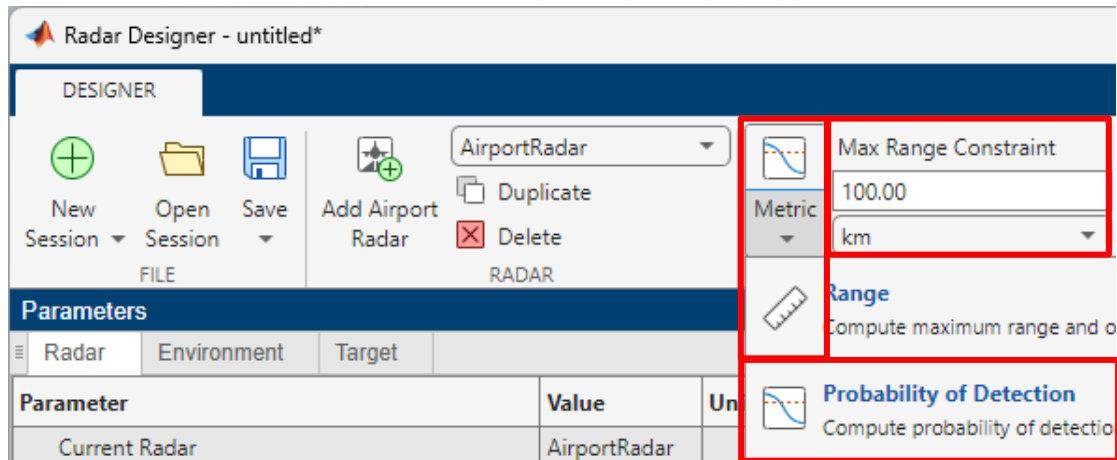 Radar Designer - untitled*
DESIGNER
New Session
Open Session
Save
FILE
Add Airport Radar
AirportRadar
Duplicate
Delete
RADAR
Metric
Max Range Constraint
100.00
km
Range
Compute maximum range and
Probability of Detection
Compute probability of
Parameters
Radar Environment Target
Parameter Value
Current Radar AirportRadar